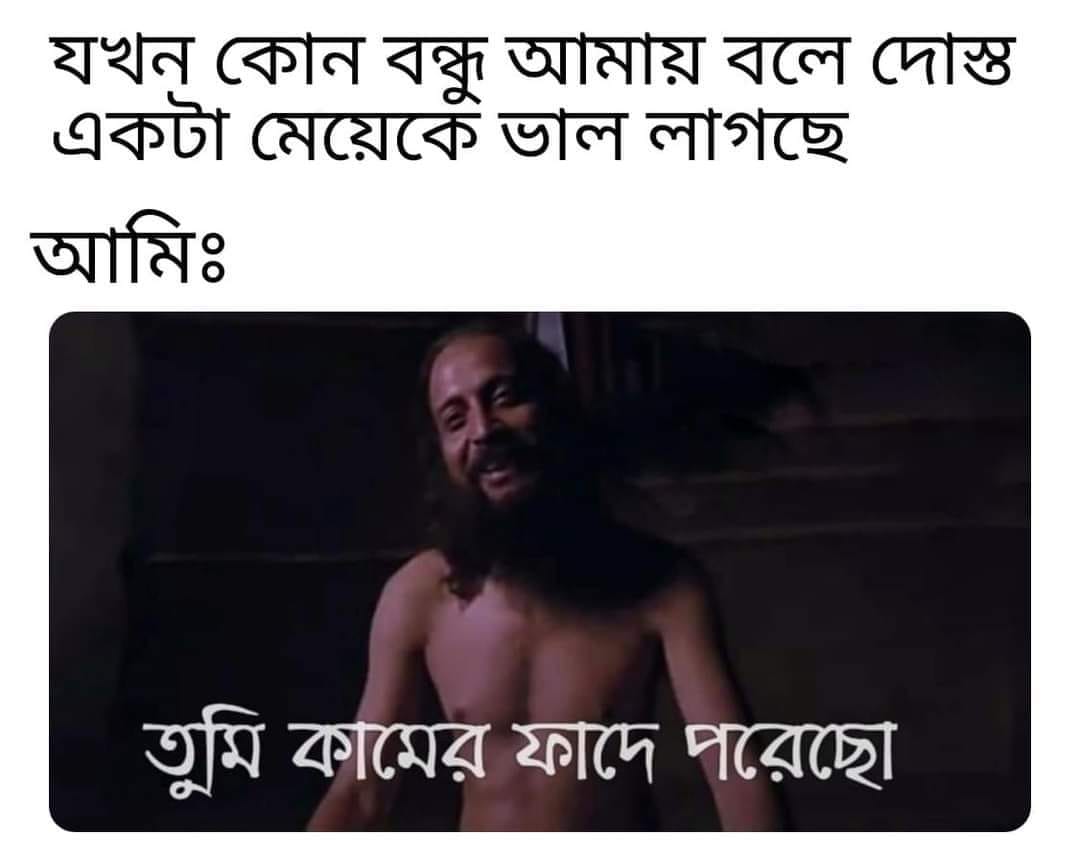 যখন কোন বন্ধু আমায় বলে দোস্ত
একটা মেয়েকে ভাল লাগছে
আমিঃ
তুমি কামের ফাদে পরেছো